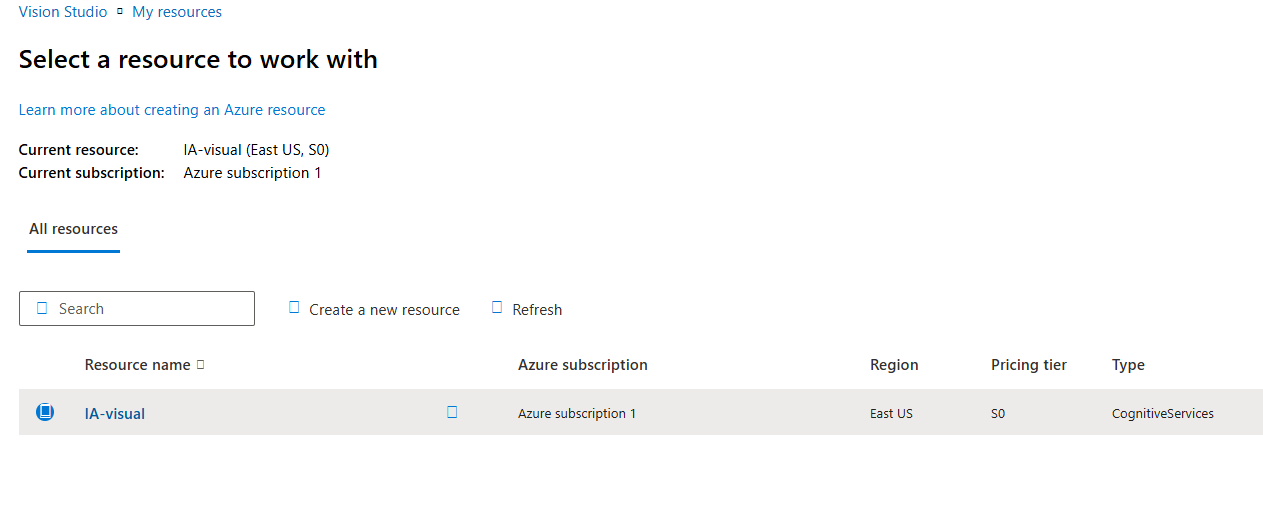 Vision Studio My resources
Select a resource to work with
Learn more about creating an Azure resource
Current resource: IA-visual (East US, S0)
Current subscription: Azure subscription 1
All resources
Search Create a new resource Refresh
Resource name Azure subscription Region Pricing tier Type
IA-visual Azure subscription 1 East US S0 CognitiveServices